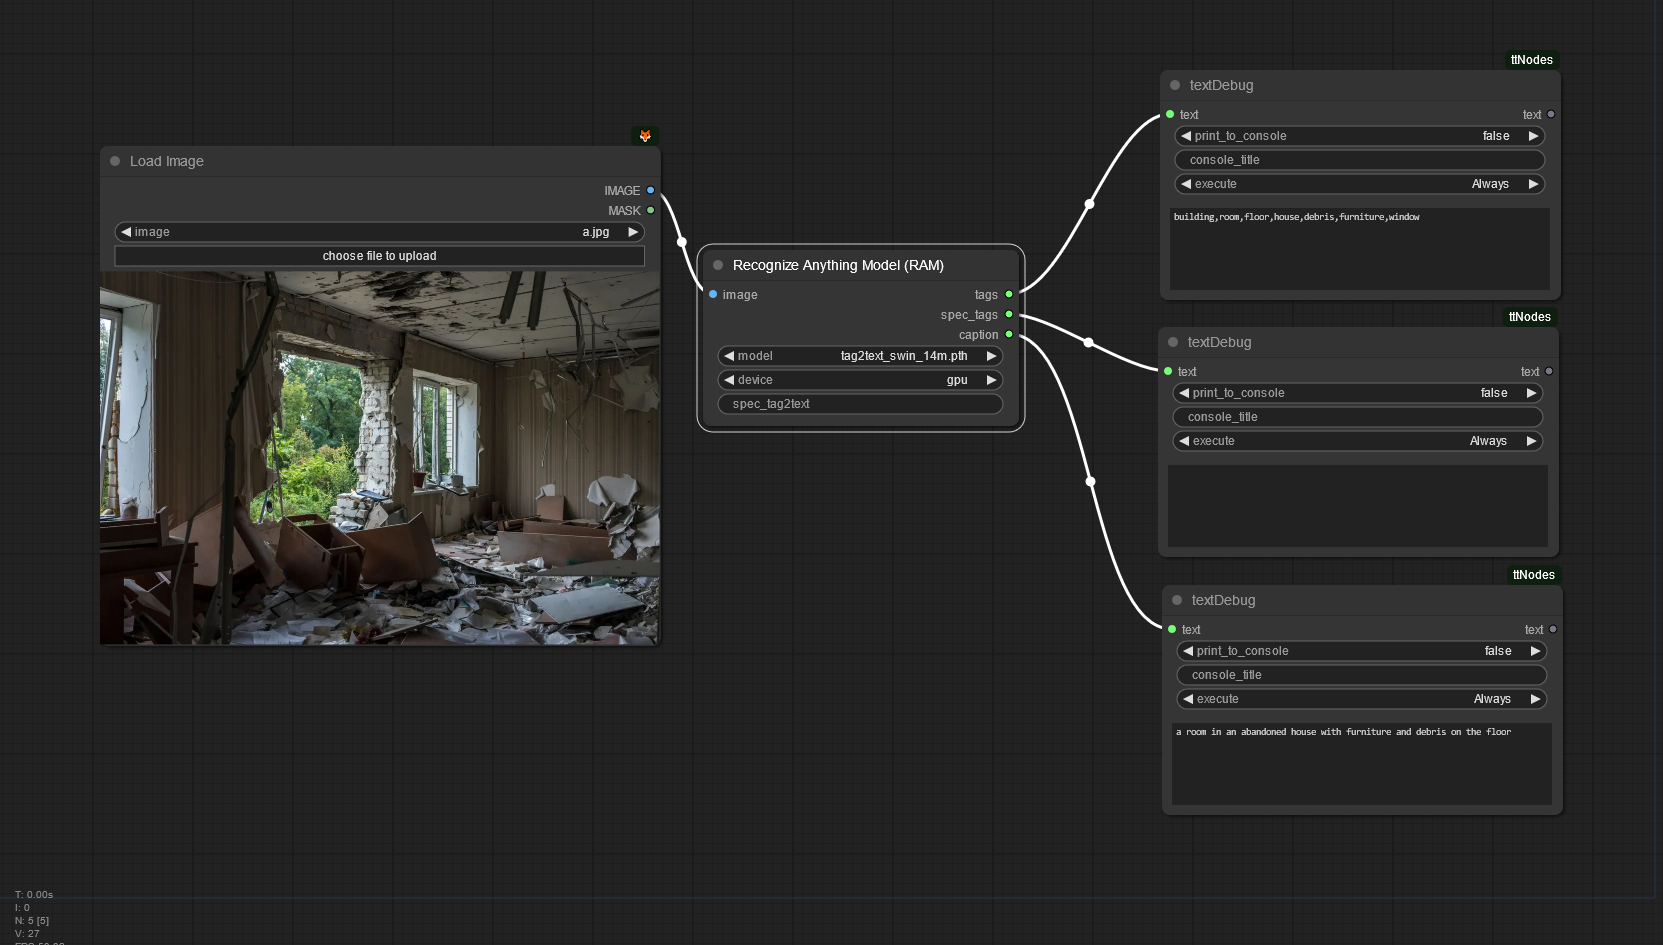 Load Image
IMAGE
MASK
image a.jpg
choose file to upload
Recognize Anything Model (RAM)
image tags
spec_tags
caption
model tag2text_swin_14m.pth
device gpu
spec_tag2text
ttNodes
textDebug
text text
print_to_console false
console_title
execute Always
building,room,floor,house,debris,furniture,window
ttNodes
textDebug
text text
print_to_console false
console_title
execute Always
ttNodes
textDebug
text text
print_to_console false
console_title
execute Always
a room in an abandoned house with furniture and debris on the floor
T: 0.00s
I: 0
N: 5 [5]
V: 27